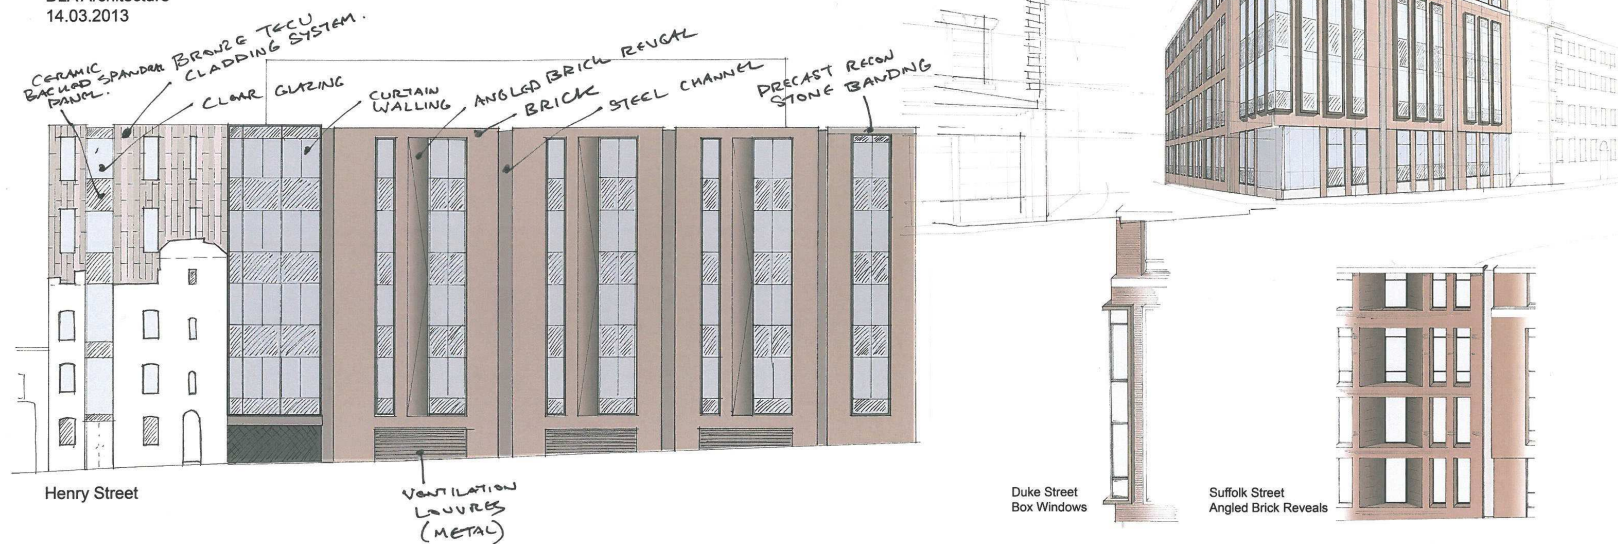 14.03.2013
CERAMIC
BACKED SPANDREL
PANEL.
BRONZE TECU
CLADDING SYSTEM.
CLEAR GLAZING
CURTAIN
WALLING
ANGLED BRICK REVEAL
BRICK
STEEL CHANNEL
PRECAST RECON
STONE BANDING
VENTILATION
LOUVRES
(METAL)
Henry Street
Duke Street
Box Windows
Suffolk Street
Angled Brick Reveals